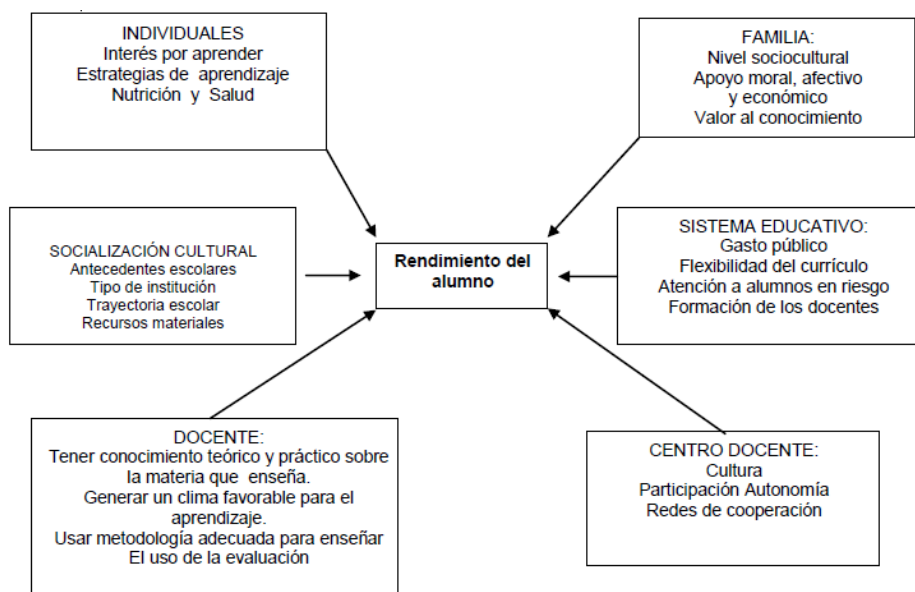 INDIVIDUALES
Interés por aprender
Estrategias de aprendizaje
Nutrición y Salud
FAMILIA:
Nivel sociocultural
Apoyo moral, afectivo
y económico
Valor al conocimiento
SOCIALIZACIÓN CULTURAL
Antecedentes escolares
Tipo de institución
Trayectoria escolar
Recursos materiales
Rendimiento del
alumno
SISTEMA EDUCATIVO:
Gasto público
Flexibilidad del currículo
Atención a alumnos en riesgo
Formación de los docentes
DOCENTE:
Tener conocimiento teórico y práctico sobre
la materia que enseña.
Generar un clima favorable para el
aprendizaje.
Usar metodología adecuada para enseñar
El uso de la evaluación
CENTRO DOCENTE:
Cultura
Participación Autonomía
Redes de cooperación